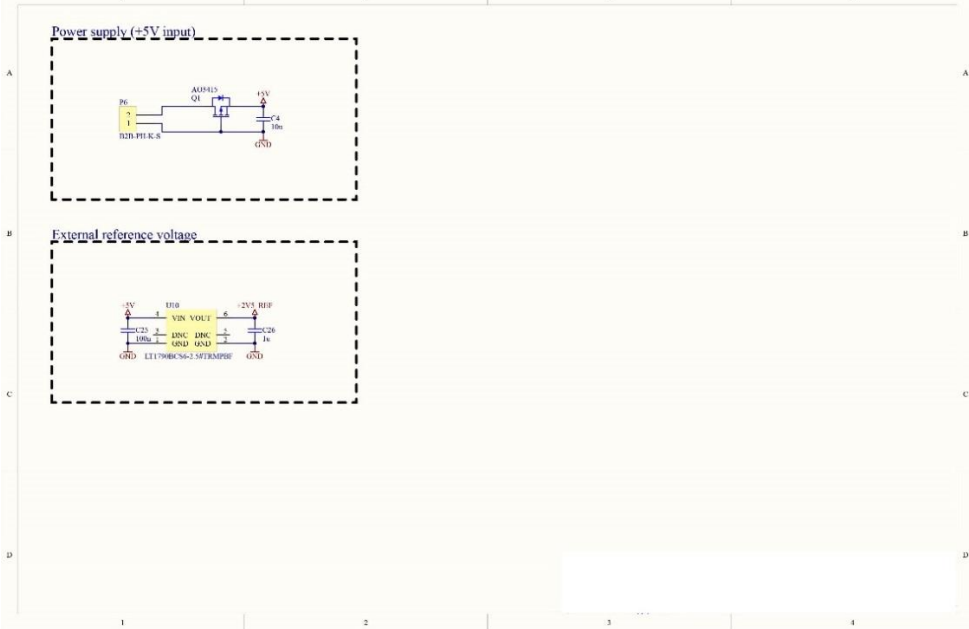 Power supply (+5V input)
A
A
AO3415
Q1
+5V
P6
2
1
C4
10u
B2B-PH-K-S
GND
B
B
External reference voltage
+5V
U10
+2V5_REF
4
VIN VOUT
6
C25
3
DNC DNC
5
C26
100n
1
GND GND
2
1u
GND
LT1790BCS6-2.5#TRMPBF
GND
C
C
D
D
1
2
3
4